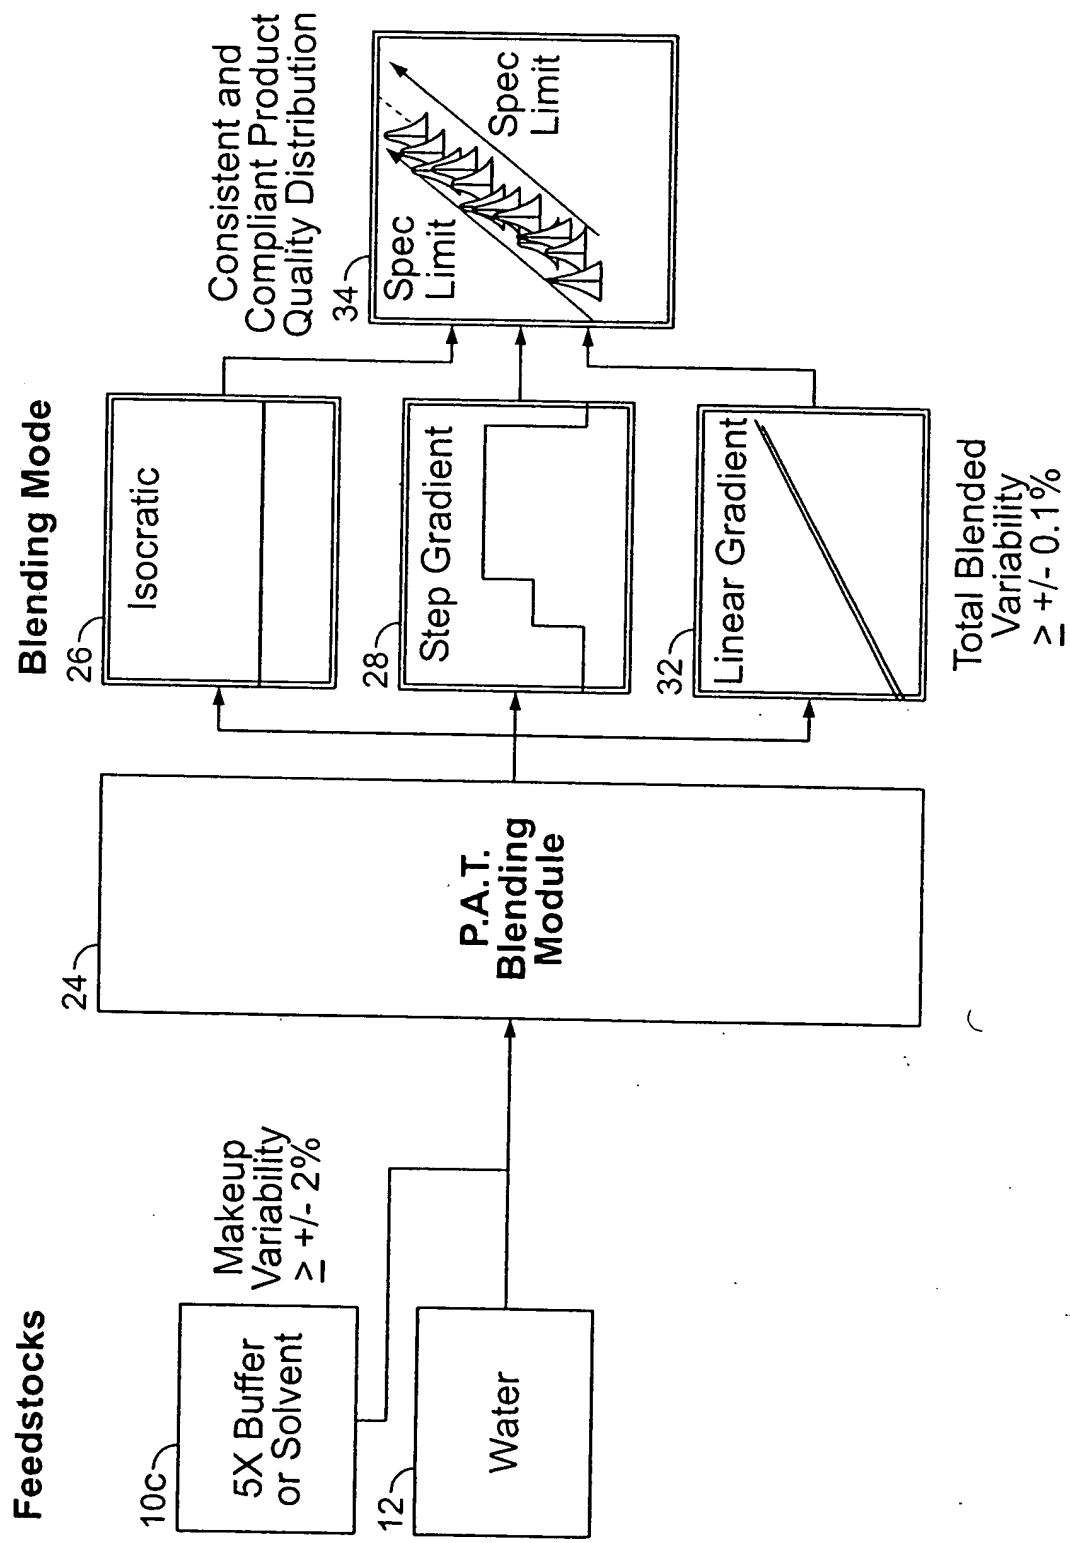 Feedstocks
10c
5X Buffer
or Solvent
Makeup
Variability
≥ +/- 2%
12
Water
24
P.A.T.
Blending
Module
Blending Mode
26
Isocratic
28
Step Gradient
32
Linear Gradient
Total Blended
Variability
≥ +/- 0.1%
Consistent and
Compliant Product
Quality Distribution
34
Spec
Limit
Spec
Limit